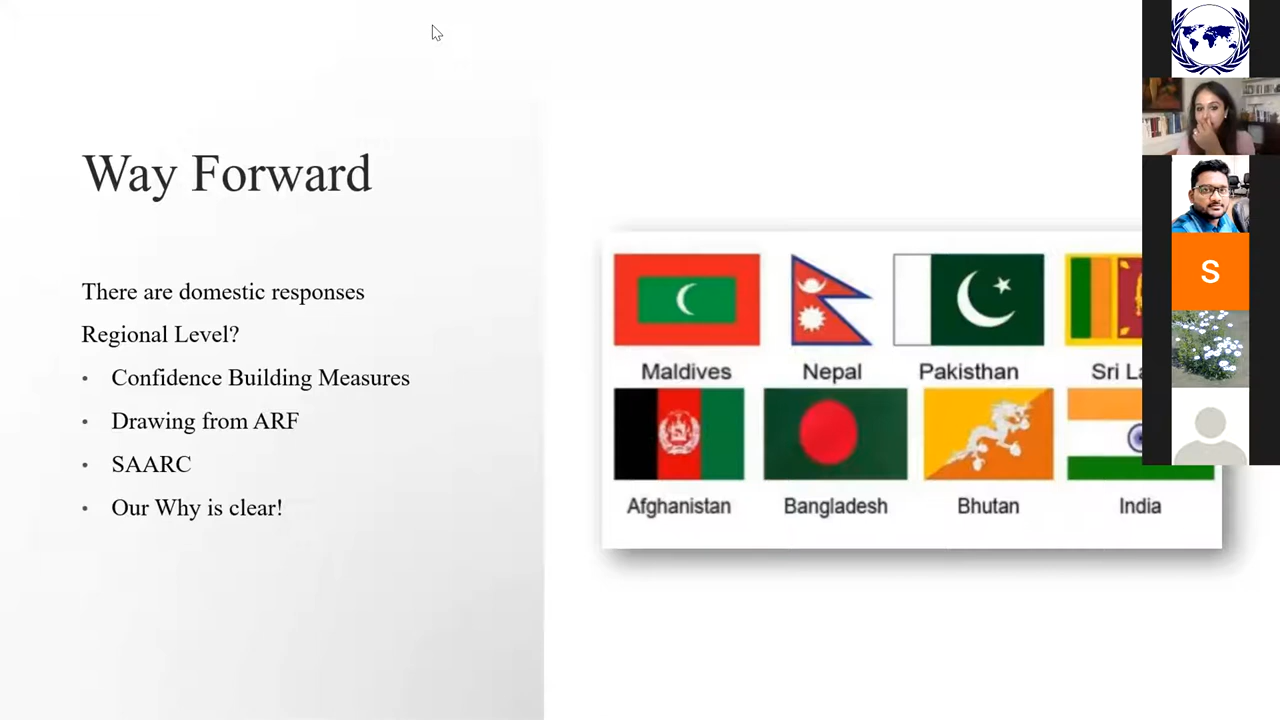 Way Forward
There are domestic responses
Regional Level?
• Confidence Building Measures
• Drawing from ARF
• SAARC
• Our Why is clear!
Maldives Nepal Pakisthan Sri
Afghanistan Bangladesh Bhutan India
S